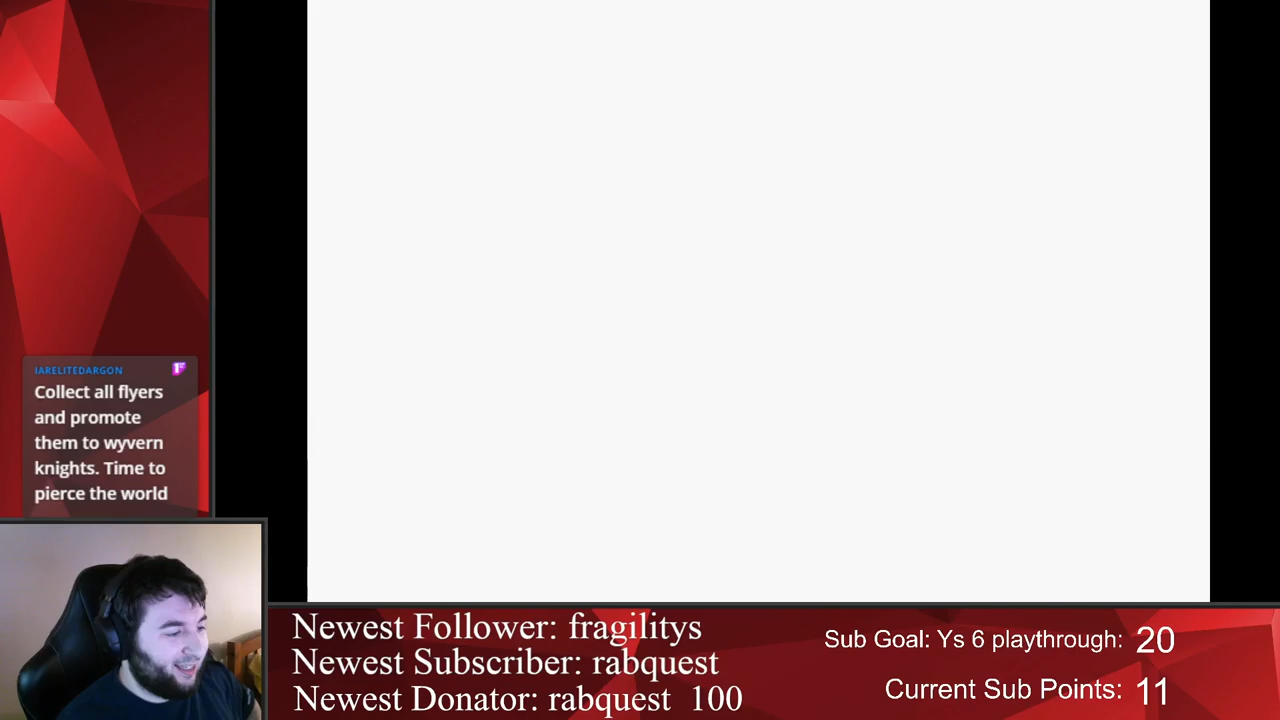 IARELITEDARGON
Collect all flyers
and promote
them to wyvern
knights. Time to
pierce the world
Newest Follower: fragilitys
Newest Subscriber: rabquest
Newest Donator: rabquest 100
Sub Goal: Ys 6 playthrough: 20
Current Sub Points: 11